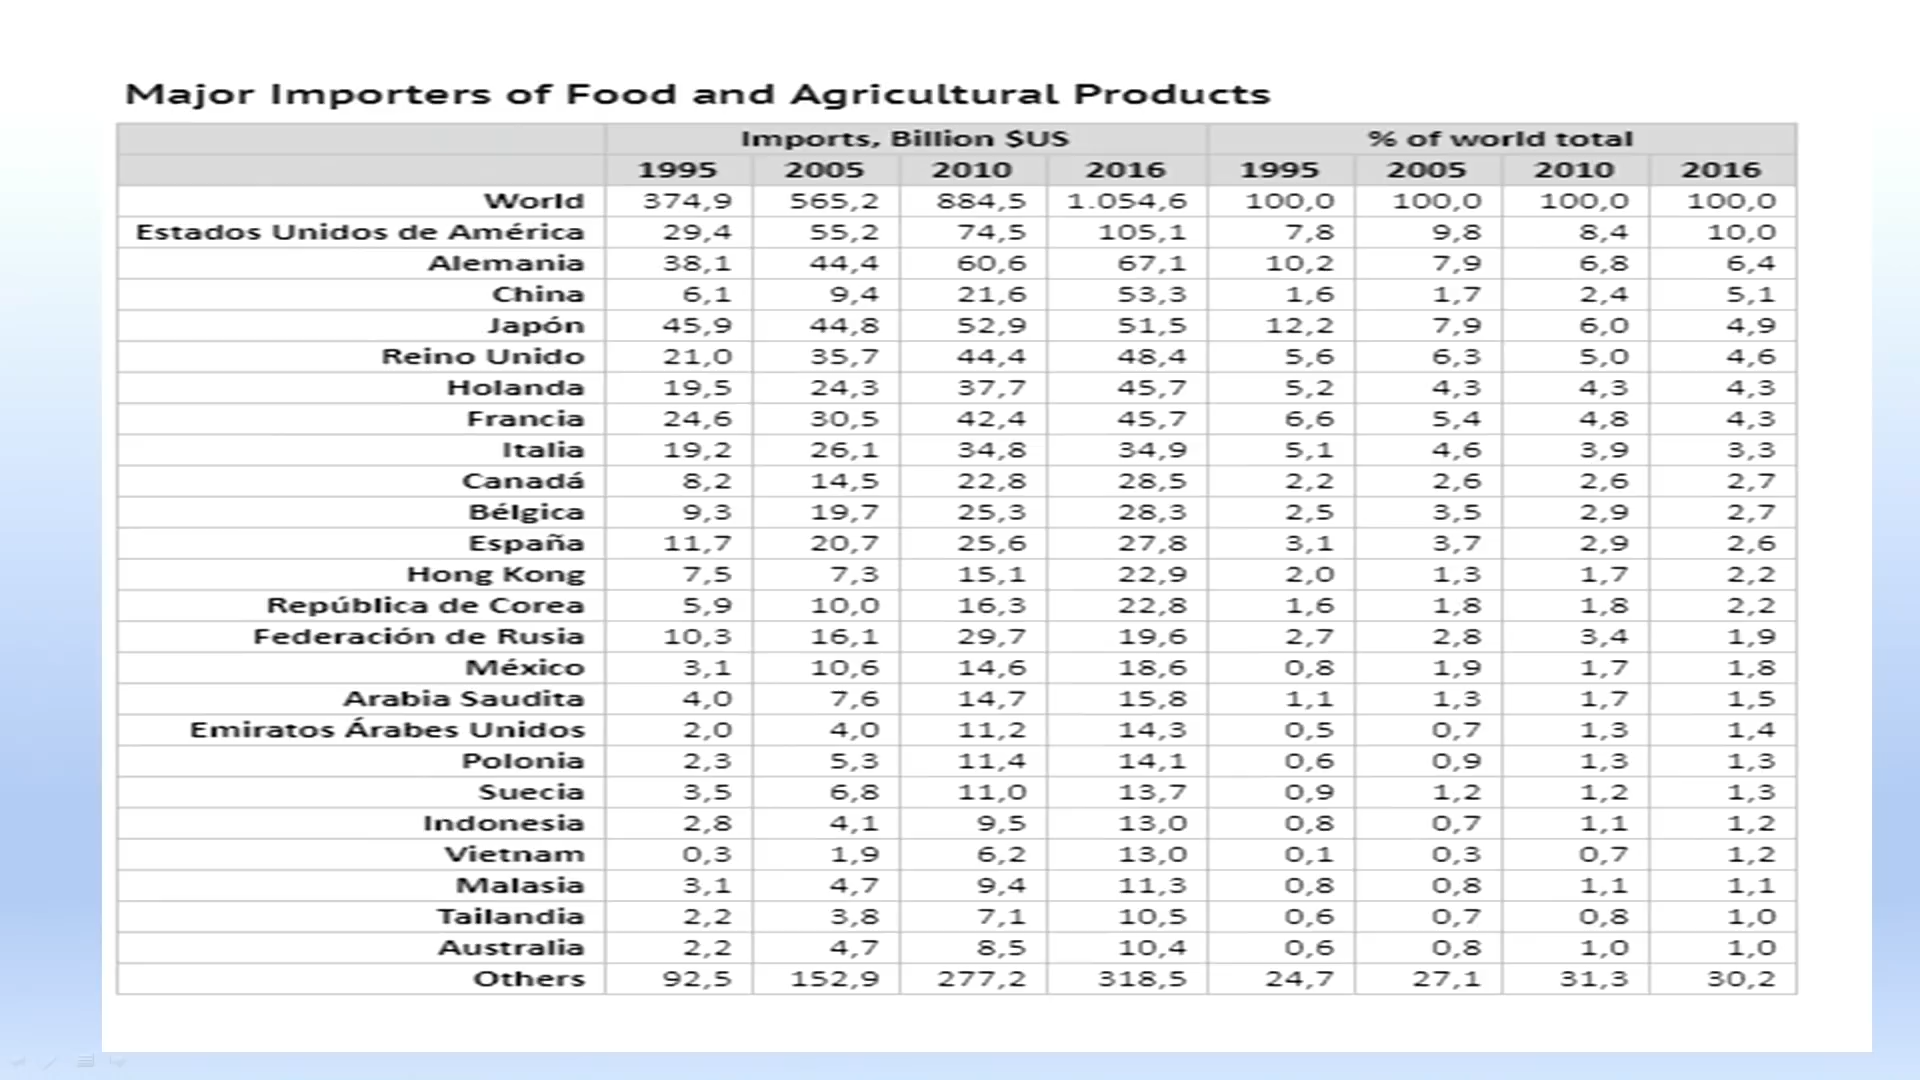 Major Importers of Food and Agricultural Products
Imports, Billion $US % of world total
1995 2005 2010 2016 1995 2005 2010 2016
World 374,9 565,2 884,5 1.054,6 100,0 100,0 100,0 100,0
Estados Unidos de América 29,4 55,2 74,5 105,1 7,8 9,8 8,4 10,0
Alemania 38,1 44,4 60,6 67,1 10,2 7,9 6,8 6,4
China 6,1 9,4 21,6 53,3 1,6 1,7 2,4 5,1
Japón 45,9 44,8 52,9 51,5 12,2 7,9 6,0 4,9
Reino Unido 21,0 35,7 44,4 48,4 5,6 6,3 5,0 4,6
Holanda 19,5 24,3 37,7 45,7 5,2 4,3 4,3 4,3
Francia 24,6 30,5 42,4 45,7 6,6 5,4 4,8 4,3
Italia 19,2 26,1 34,8 34,9 5,1 4,6 3,9 3,3
Canadá 8,2 14,5 22,8 28,5 2,2 2,6 2,6 2,7
Bélgica 9,3 19,7 25,3 28,3 2,5 3,5 2,9 2,7
España 11,7 20,7 25,6 27,8 3,1 3,7 2,9 2,6
Hong Kong 7,5 7,3 15,1 22,9 2,0 1,3 1,7 2,2
República de Corea 5,9 10,0 16,3 22,8 1,6 1,8 1,8 2,2
Federación de Rusia 10,3 16,1 29,7 19,6 2,7 2,8 3,4 1,9
México 3,1 10,6 14,6 18,6 0,8 1,9 1,7 1,8
Arabia Saudita 4,0 7,6 14,7 15,8 1,1 1,3 1,7 1,5
Emiratos Árabes Unidos 2,0 4,0 11,2 14,3 0,5 0,7 1,3 1,4
Polonia 2,3 5,3 11,4 14,1 0,6 0,9 1,3 1,3
Suecia 3,5 6,8 11,0 13,7 0,9 1,2 1,2 1,3
Indonesia 2,8 4,1 9,5 13,0 0,8 0,7 1,1 1,2
Vietnam 0,3 1,9 6,2 13,0 0,1 0,3 0,7 1,2
Malasia 3,1 4,7 9,4 11,3 0,8 0,8 1,1 1,1
Tailandia 2,2 3,8 7,1 10,5 0,6 0,7 0,8 1,0
Australia 2,2 4,7 8,5 10,4 0,6 0,8 1,0 1,0
Others 92,5 152,9 277,2 318,5 24,7 27,1 31,3 30,2